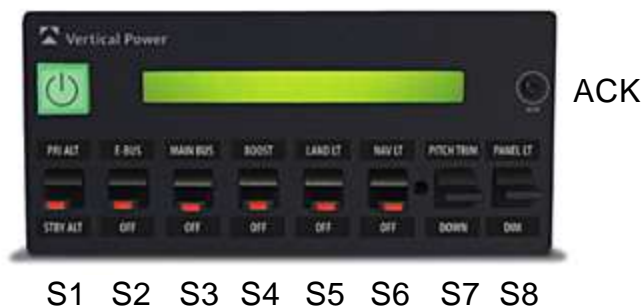 Vertical Power
ACK
PRI ALT E-BUS MAIN BUS BOOST LAND LT NAV LT PITCH TRIM PANEL LT
STBY ALT OFF OFF OFF OFF OFF DOWN DIM
S1 S2 S3 S4 S5 S6 S7 S8